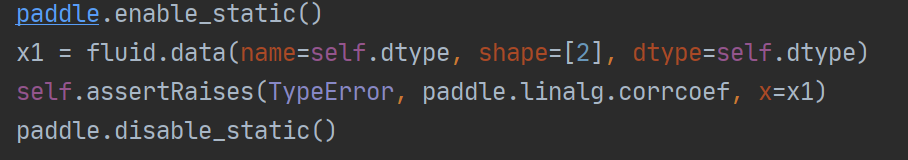 paddle.enable_static()
x1 = fluid.data(name=self.dtype, shape=[2], dtype=self.dtype)
self.assertRaises(TypeError, paddle.linalg.corrcoef, x=x1)
paddle.disable_static()